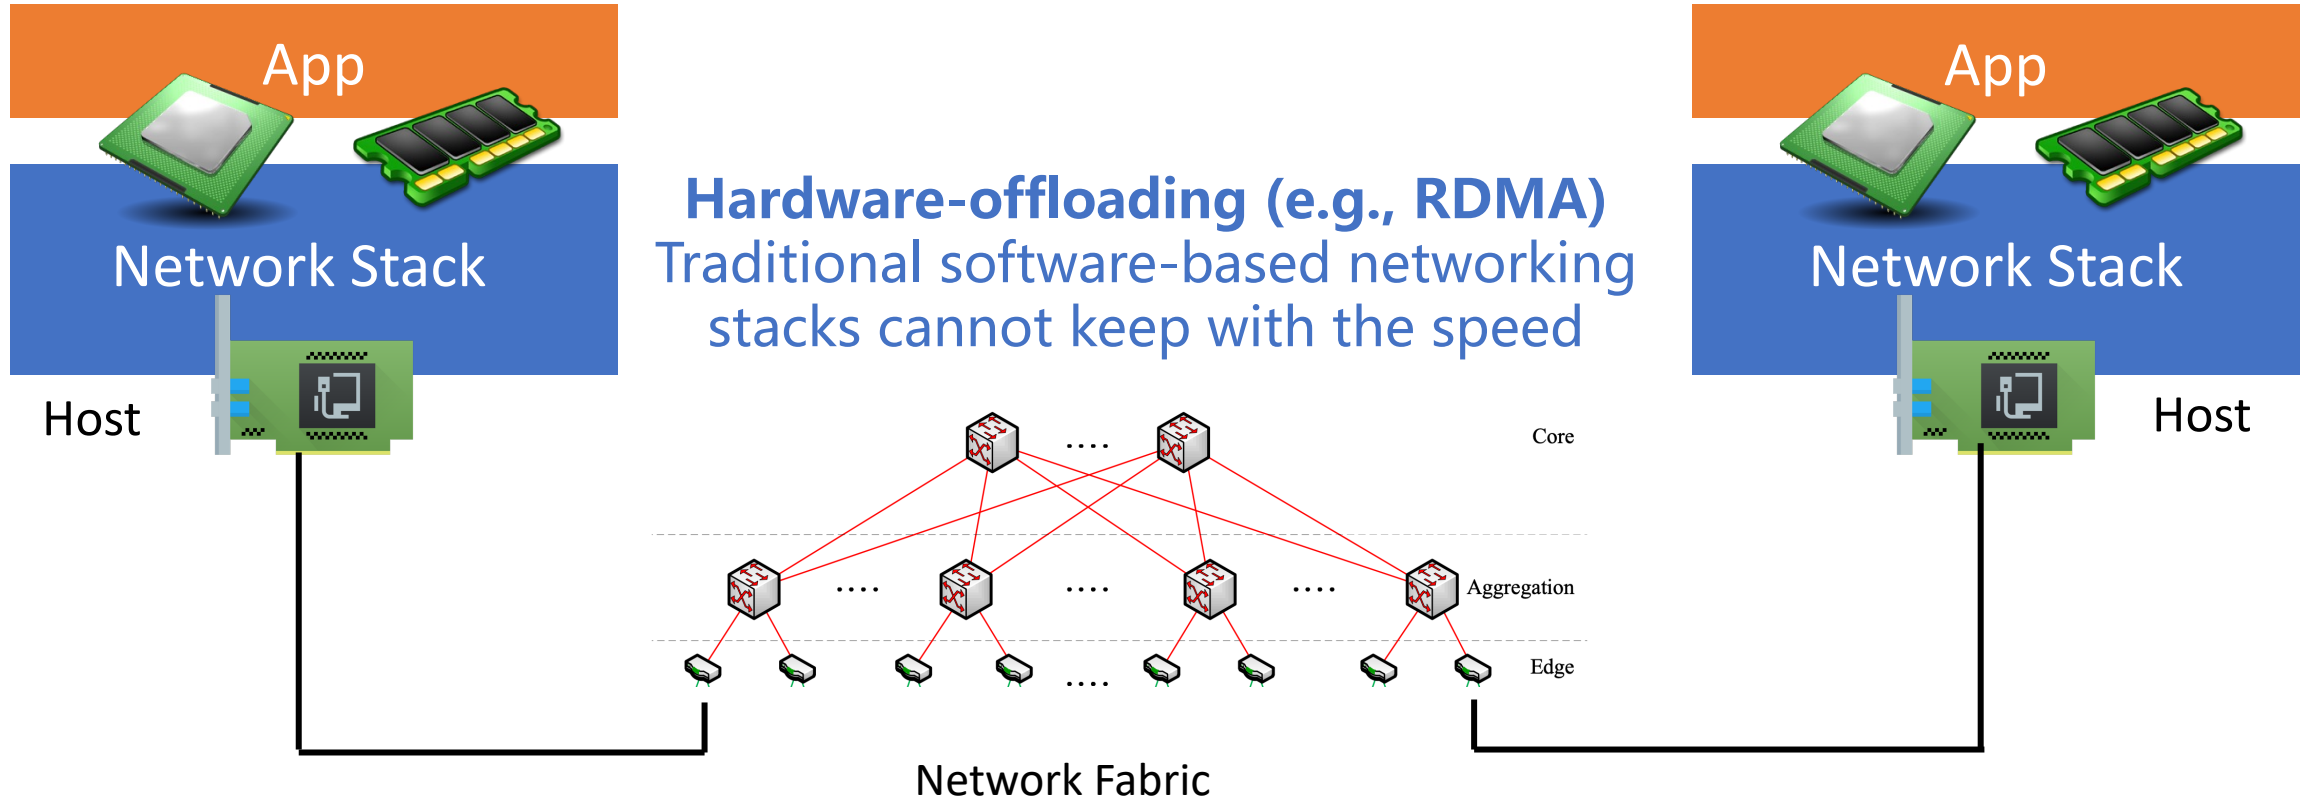 App
Network Stack
Host
Hardware-offloading (e.g., RDMA)
Traditional software-based networking
stacks cannot keep with the speed
App
Network Stack
Host
....
Core
....
....
....
Aggregation
....
Edge
Network Fabric